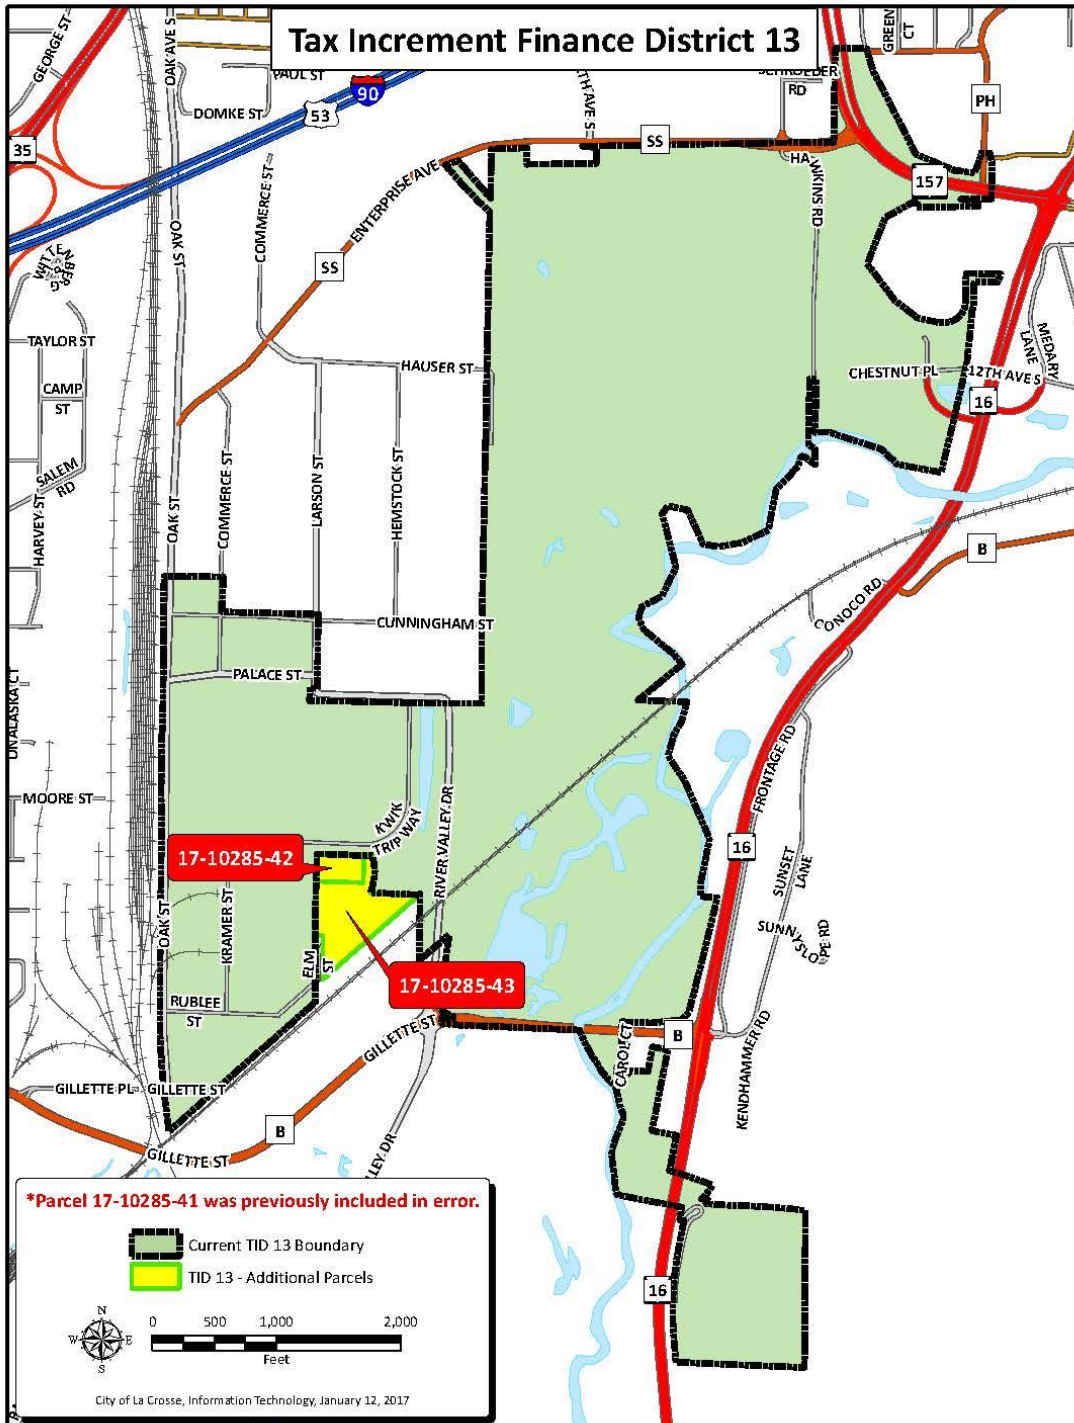 Tax Increment Finance District 13
GEORGE ST
OAK AVE S
PAUL ST
DOMKE ST
90
53
35
TH AVE S
RD
GREEN
CT
PH
SS
157
HAWKINS RD
ENTERPRISE AVE
COMMERCE ST
OAK ST
SS
WITTENBERG
TAYLOR ST
CAMP
ST
HAUSER ST
CHESTNUT PL
12TH AVE S
MEDARY
LANE
16
SALEM
RD
HARVEY ST
OAK ST
COMMERCE ST
LARSON ST
HEMSTOCK ST
B
CONOCO RD
CUNNINGHAM ST
PALACE ST
UNALASKA CT
MOORE ST
FRONTAGE RD
KWIK
TRIP WAY
RIVER VALLEY DR
16
SUNSET
LANE
17-10285-42
OAK ST
KRAMER ST
ELM
ST
SUNNYSLOPE RD
17-10285-43
RUBLEE
ST
GILLETTE ST
B
CAROL CT
KENDHAMMER RD
GILLETTE PL
GILLETTE ST
B
GILLETTE ST
LLEY DR
*Parcel 17-10285-41 was previously included in error.
Current TID 13 Boundary
TID 13 - Additional Parcels
N
W
E
S
0 500 1,000 2,000
Feet
City of La Crosse, Information Technology, January 12, 2017
16